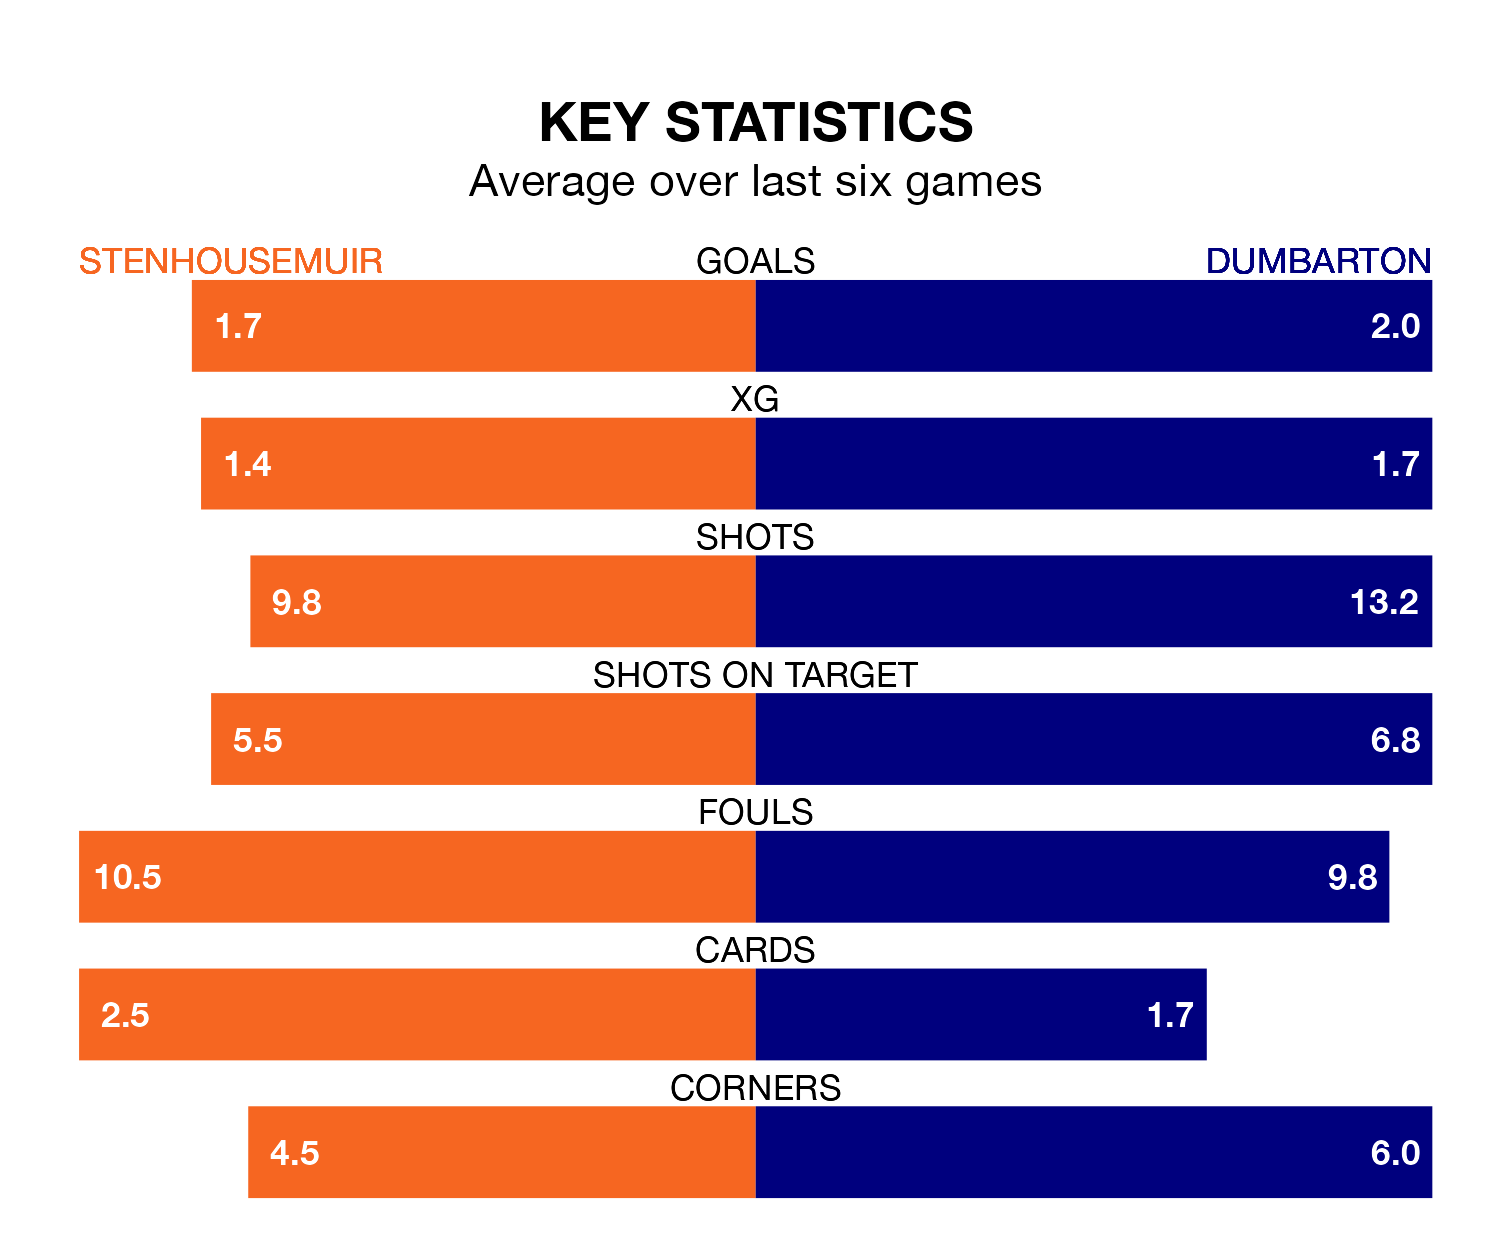 KEY STATISTICS
Average over last six games
STENHOUSEMUIR GOALS DUMBARTON
1.7 2.0
XG
1.4 1.7
SHOTS
9.8 13.2
SHOTS ON TARGET
5.5 6.8
FOULS
10.5 9.8
CARDS
2.5 1.7
CORNERS
4.5 6.0